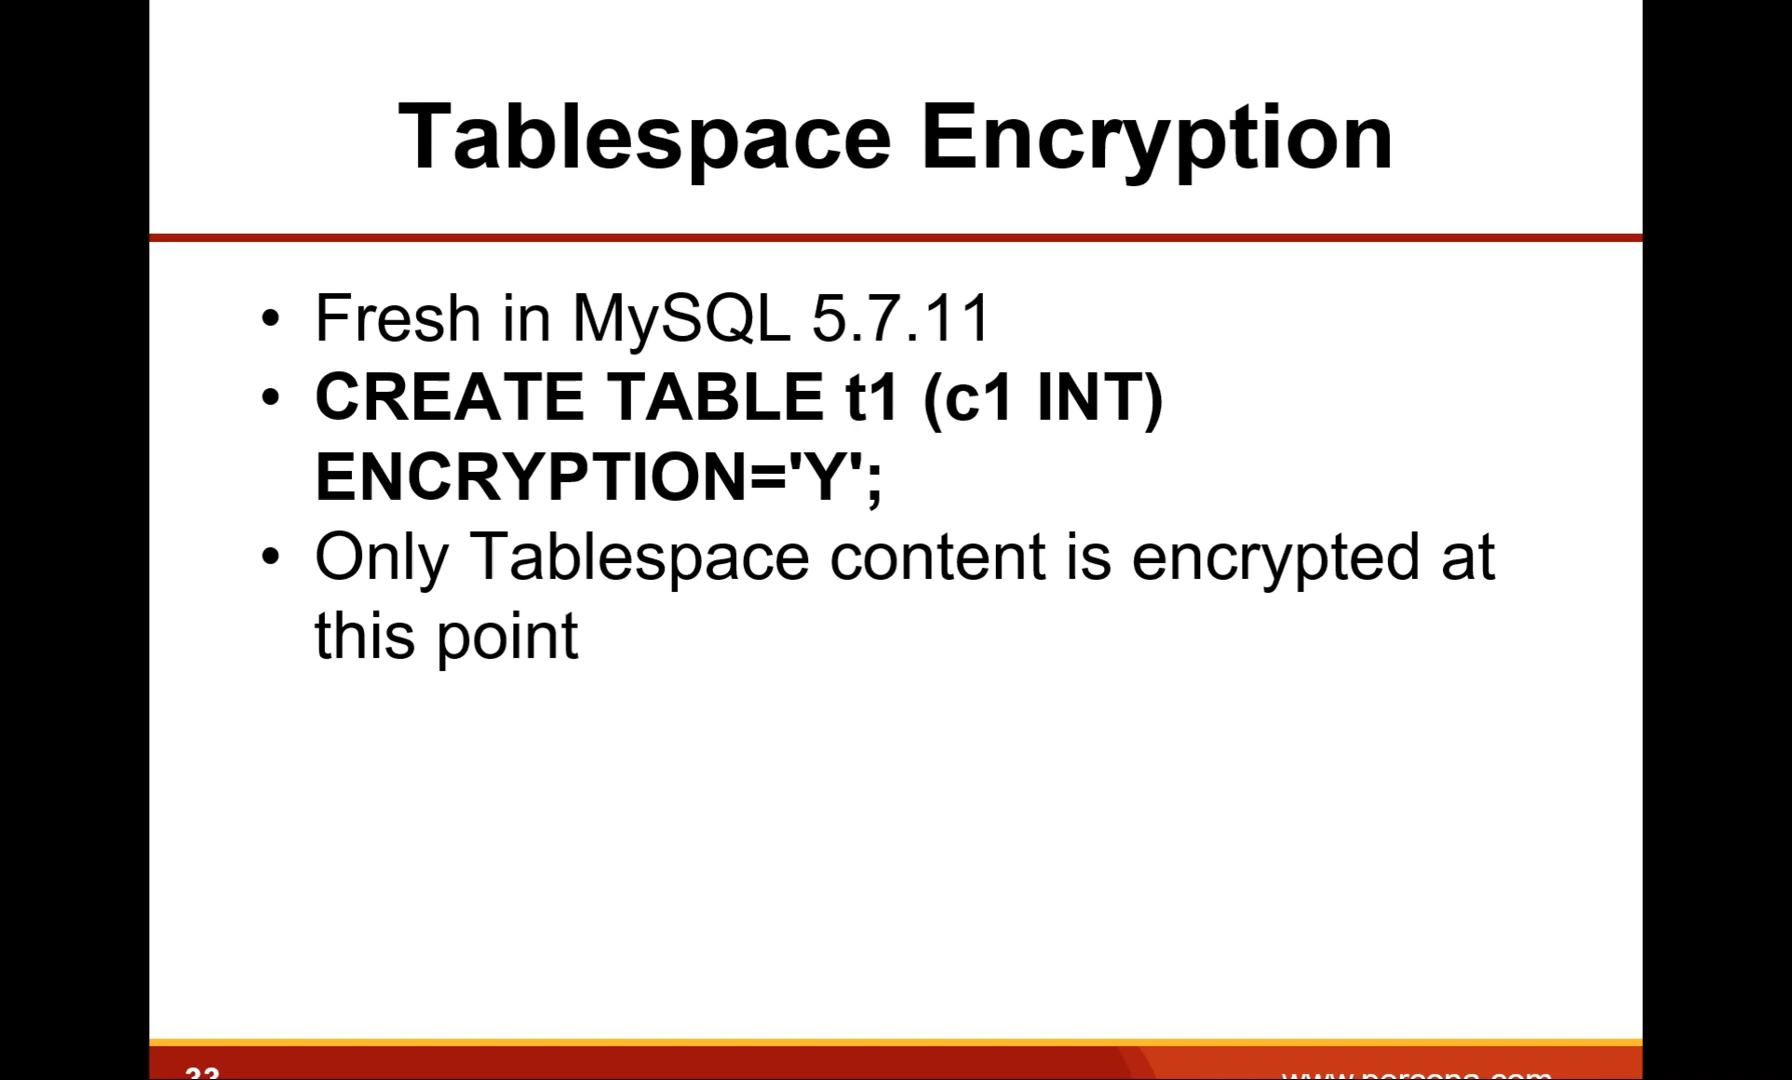 Tablespace Encryption
• Fresh in MySQL 5.7.11
• CREATE TABLE t1 (c1 INT)
ENCRYPTION='Y';
• Only Tablespace content is encrypted at
this point
www.percona.com